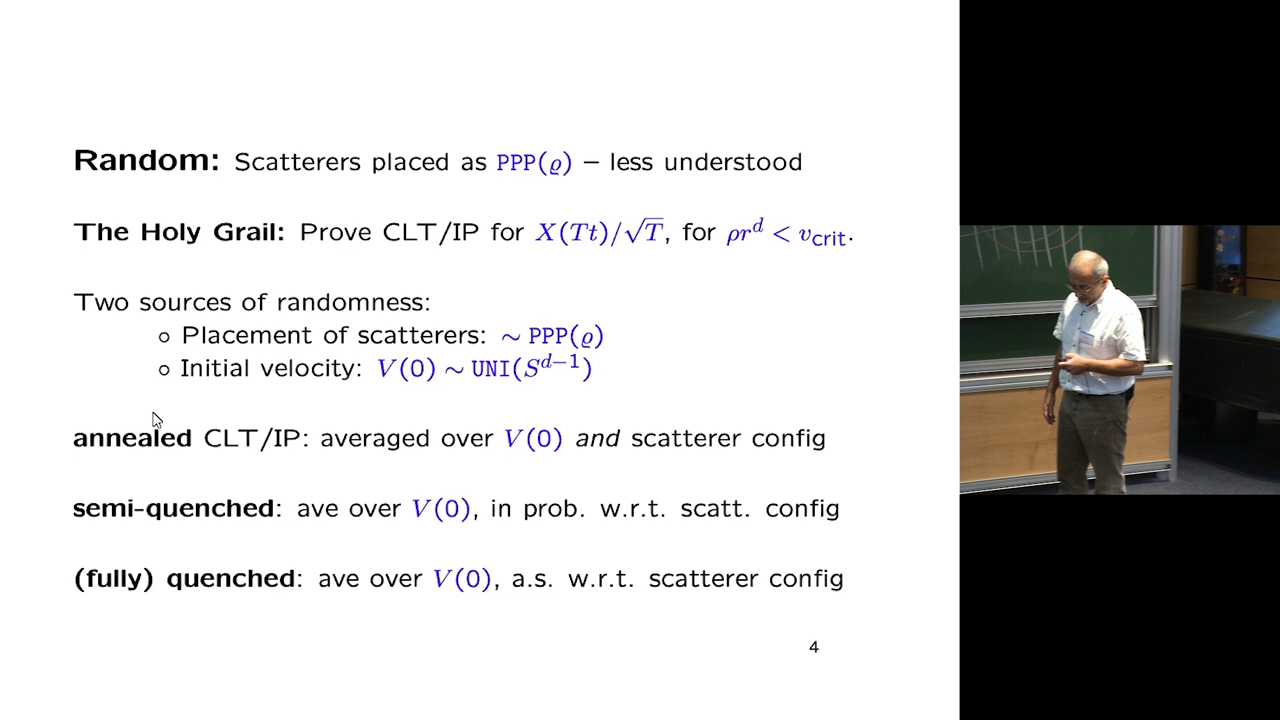 Random: Scatterers placed as PPP(ϱ) – less understood
The Holy Grail: Prove CLT/IP for X(Tt)/√T, for ρr^d < v_crit.
Two sources of randomness:
∘ Placement of scatterers: ∼ PPP(ϱ)
∘ Initial velocity: V(0) ∼ UNI(S^{d−1})
annealed CLT/IP: averaged over V(0) and scatterer config
semi-quenched: ave over V(0), in prob. w.r.t. scatt. config
(fully) quenched: ave over V(0), a.s. w.r.t. scatterer config
4